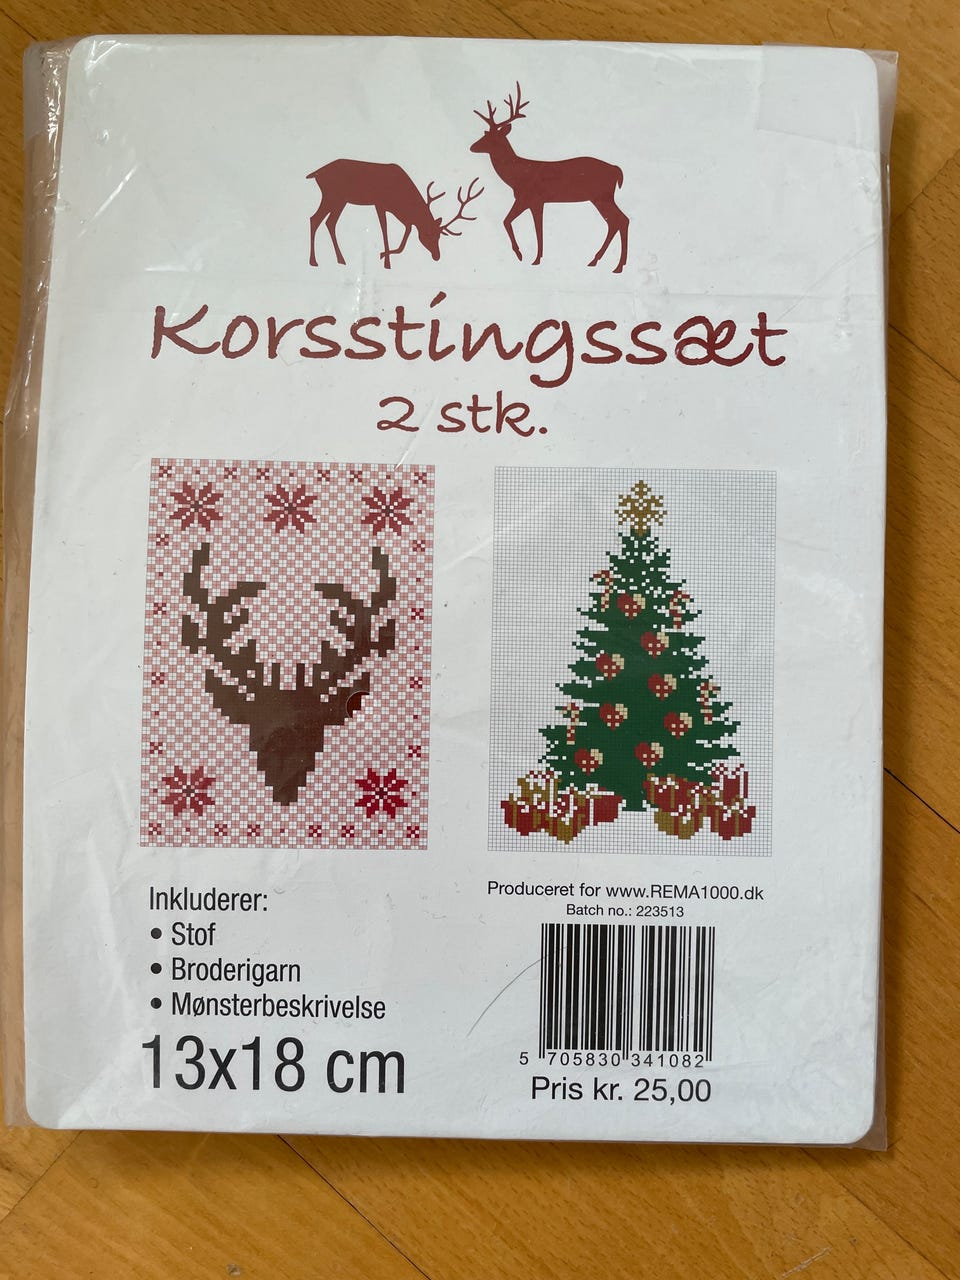 Korsstingssæt
2 stk.
Inkluderer:
• Stof
• Broderigarn
• Mønsterbeskrivelse
13x18 cm
Produceret for www.REMA1000.dk
Batch no.: 223513
5 705830 341082
Pris kr. 25,00